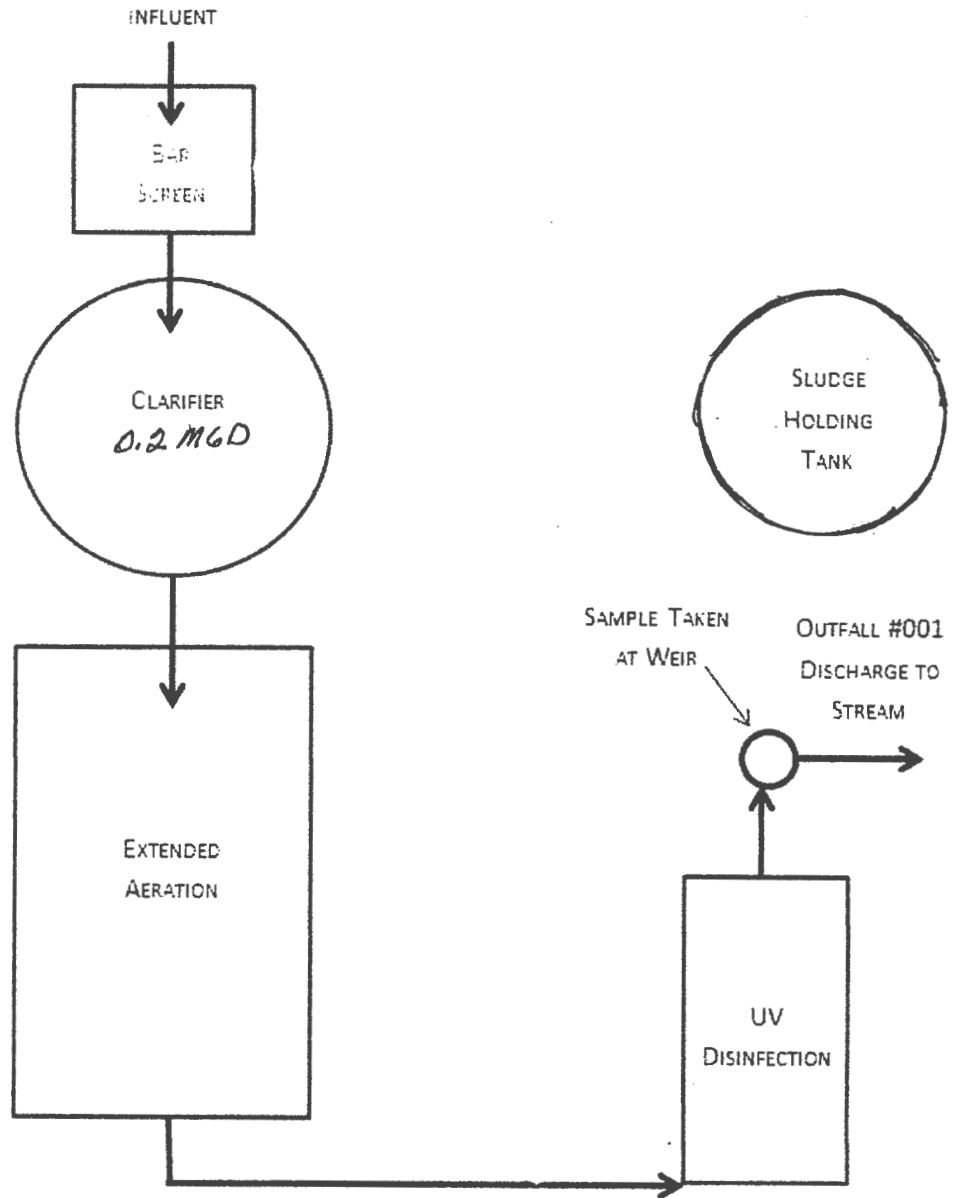 INFLUENT
BAR
SCREEN
CLARIFIER
0.2 MGD
SLUDGE
HOLDING
TANK
SAMPLE TAKEN
AT WEIR
OUTFALL #001
DISCHARGE TO
STREAM
EXTENDED
AERATION
UV
DISINFECTION